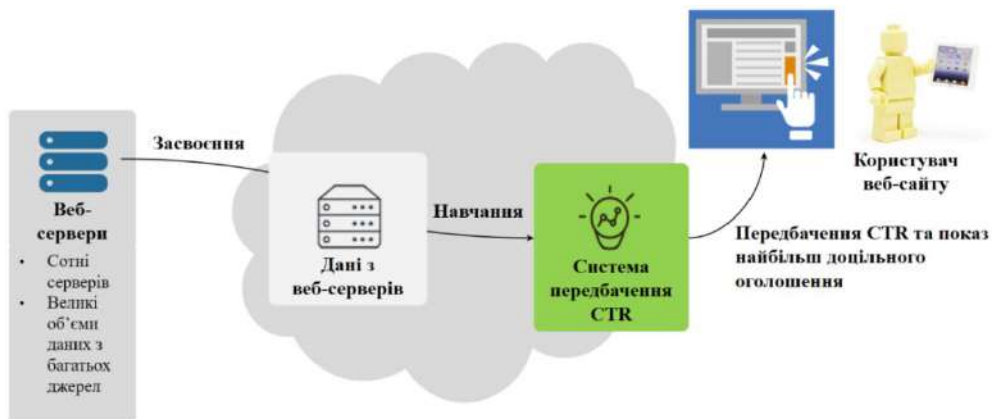 Веб-
сервери
• Сотні
серверів
• Великі
об’єми
даних з
багатьох
джерел
Засвоєння
Дані з
веб-серверів
Навчання
Система
передбачення
CTR
Передбачення CTR та показ
найбільш доцільного
оголошення
Користувач
веб-сайту